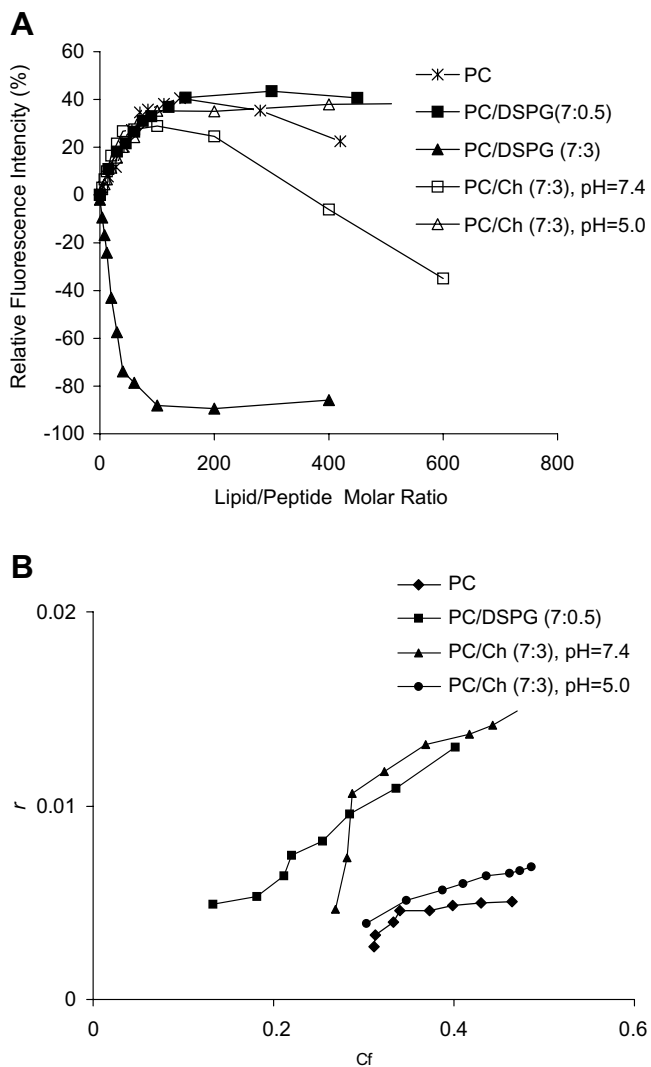 A
60
40
20
0
-20
-40
-60
-80
-100
0 200 400 600 800
Relative Fluorescence Intencity (%)
Lipid/Peptide Molar Ratio
PC
PC/DSPG(7:0.5)
PC/DSPG (7:3)
PC/Ch (7:3), pH=7.4
PC/Ch (7:3), pH=5.0
B
PC
PC/DSPG (7:0.5)
PC/Ch (7:3), pH=7.4
PC/Ch (7:3), pH=5.0
0.02
0.01
0
r
0 0.2 0.4 0.6
Cf